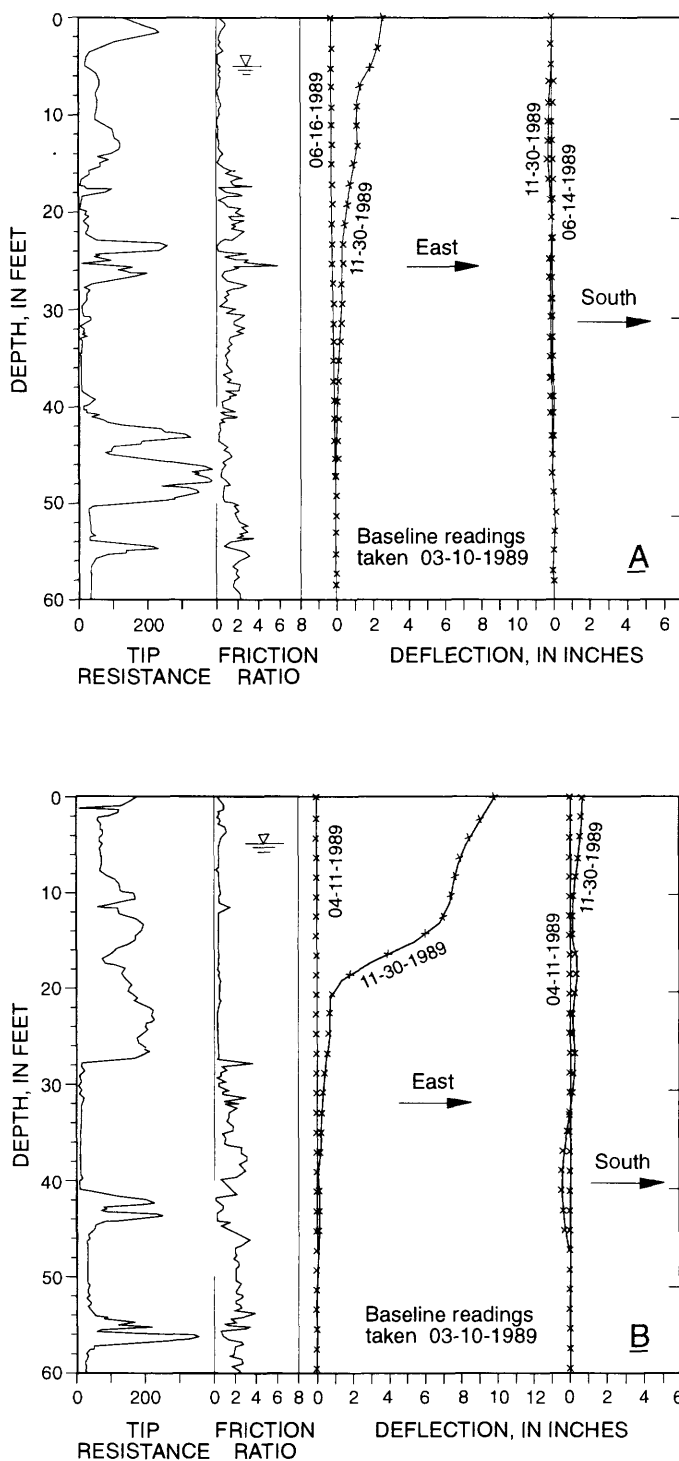 0
10
20
30
40
50
60
DEPTH, IN FEET
06-16-1989
11-30-1989
East
11-30-1989
06-14-1989
South
Baseline readings
taken 03-10-1989
A
0 200
0 2 4 6 8
0 2 4 6 8 10 12
0 2 4 6
TIP
RESISTANCE
FRICTION
RATIO
DEFLECTION, IN INCHES
0
10
20
30
40
50
60
DEPTH, IN FEET
04-11-1989
11-30-1989
East
04-11-1989
11-30-1989
South
Baseline readings
taken 03-10-1989
B
0 200
0 2 4 6 8
0 2 4 6 8 10 12
0 2 4 6
TIP
RESISTANCE
FRICTION
RATIO
DEFLECTION, IN INCHES